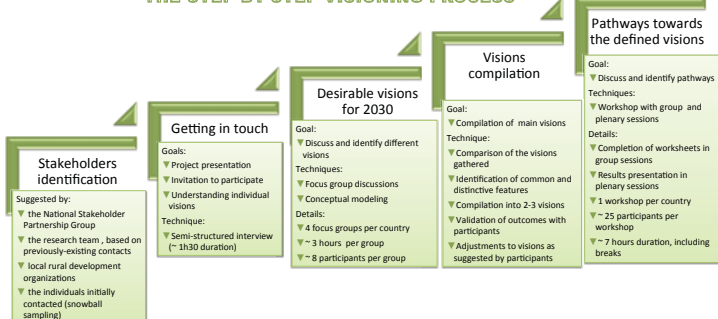 THE STEP BY STEP VISIONING PROCESS
Stakeholders
identification
Suggested by:
the National Stakeholder
Partnership Group
the research team , based on
previously-existing contacts
local rural development
organizations
the individuals initially
contacted (snowball
sampling)
Getting in touch
Goals:
Project presentation
Invitation to participate
Understanding individual
visions
Technique:
Semi-structured interview
(~ 1h30 duration)
Desirable visions
for 2030
Goal:
Discuss and identify different
visions
Techniques:
Focus group discussions
Conceptual modeling
Details:
4 focus groups per country
~ 3 hours per group
~ 8 participants per group
Visions
compilation
Goal:
Compilation of main visions
Technique:
Comparison of the visions
gathered
Identification of common and
distinctive features
Compilation into 2-3 visions
Validation of outcomes with
participants
Adjustments to visions as
suggested by participants
Pathways towards
the defined visions
Goal:
Discuss and identify pathways
Techniques:
Workshop with group and
plenary sessions
Details:
Completion of worksheets in
group sessions
Results presentation in
plenary sessions
1 workshop per country
~ 25 participants per
workshop
~ 7 hours duration, including
breaks